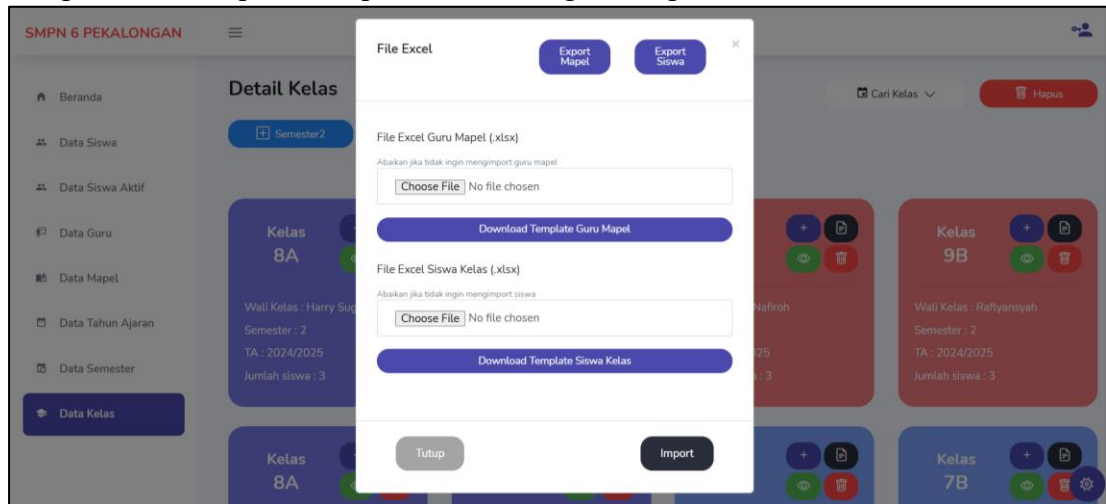 SMPN 6 PEKALONGAN
Beranda
Data Siswa
Data Siswa Aktif
Data Guru
Data Mapel
Data Tahun Ajaran
Data Semester
Data Kelas
Detail Kelas
Semester2
Cari Kelas
Hapus
File Excel
Export Mapel
Export Siswa
×
File Excel Guru Mapel (.xlsx)
Abaikan jika tidak ingin mengimport guru mapel
Choose File No file chosen
Download Template Guru Mapel
File Excel Siswa Kelas (.xlsx)
Abaikan jika tidak ingin mengimport siswa
Choose File No file chosen
Download Template Siswa Kelas
Tutup
Import
Kelas
8A
Wali Kelas : Harry
Semester : 2
TA : 2024/2025
Jumlah siswa : 3
Nafiroh
: 3
Kelas
9B
Wali Kelas : Raflyansyah
Semester : 2
TA : 2024/2025
Jumlah siswa : 3
Kelas
8A
Kelas
7B